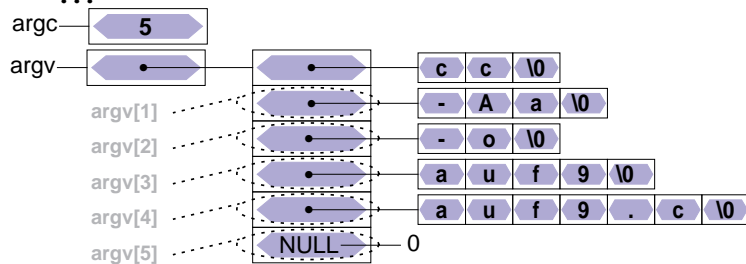 ...
argc 5
argv c c \0
argv[1] - A a \0
argv[2] - o \0
argv[3] a u f 9 \0
argv[4] a u f 9 . c \0
argv[5] NULL 0